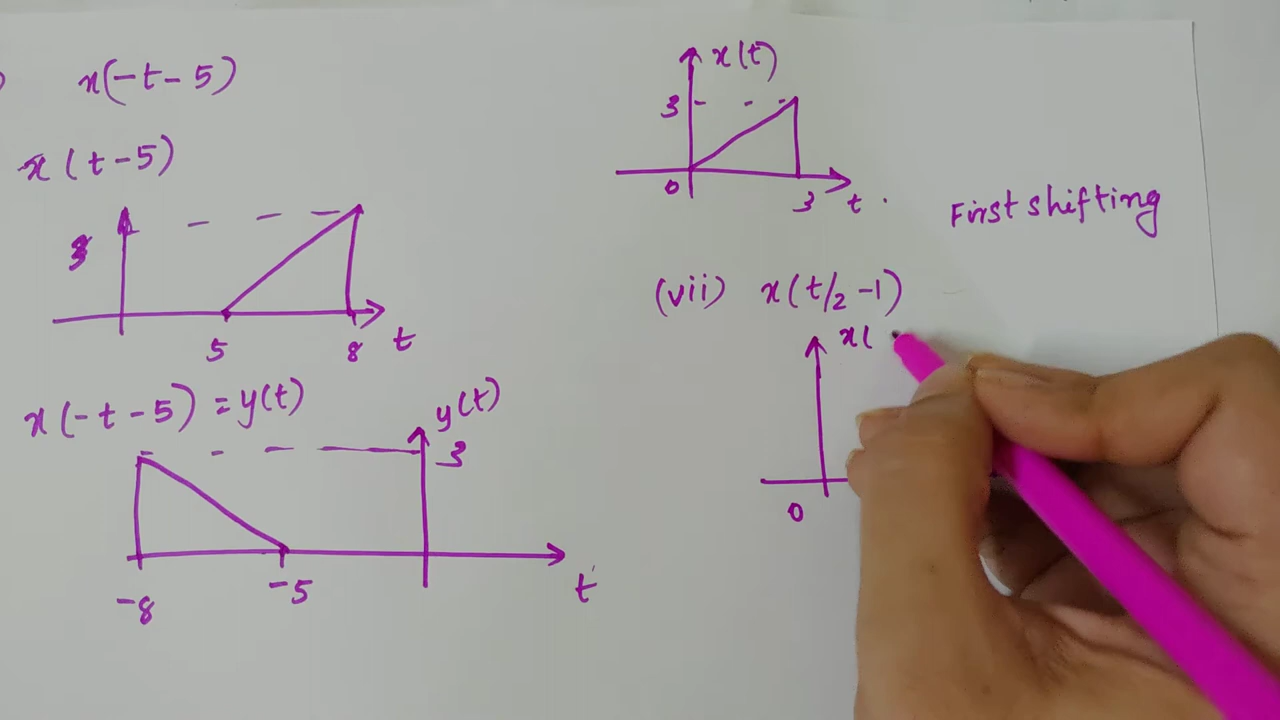 )
x(-t-5)
x(t-5)
3
5
8
t
x(-t-5)=y(t)
y(t)
3
-8
-5
t
x(t)
3
0
3
t.
First shifting
(vii) x(t/2-1)
x(
0